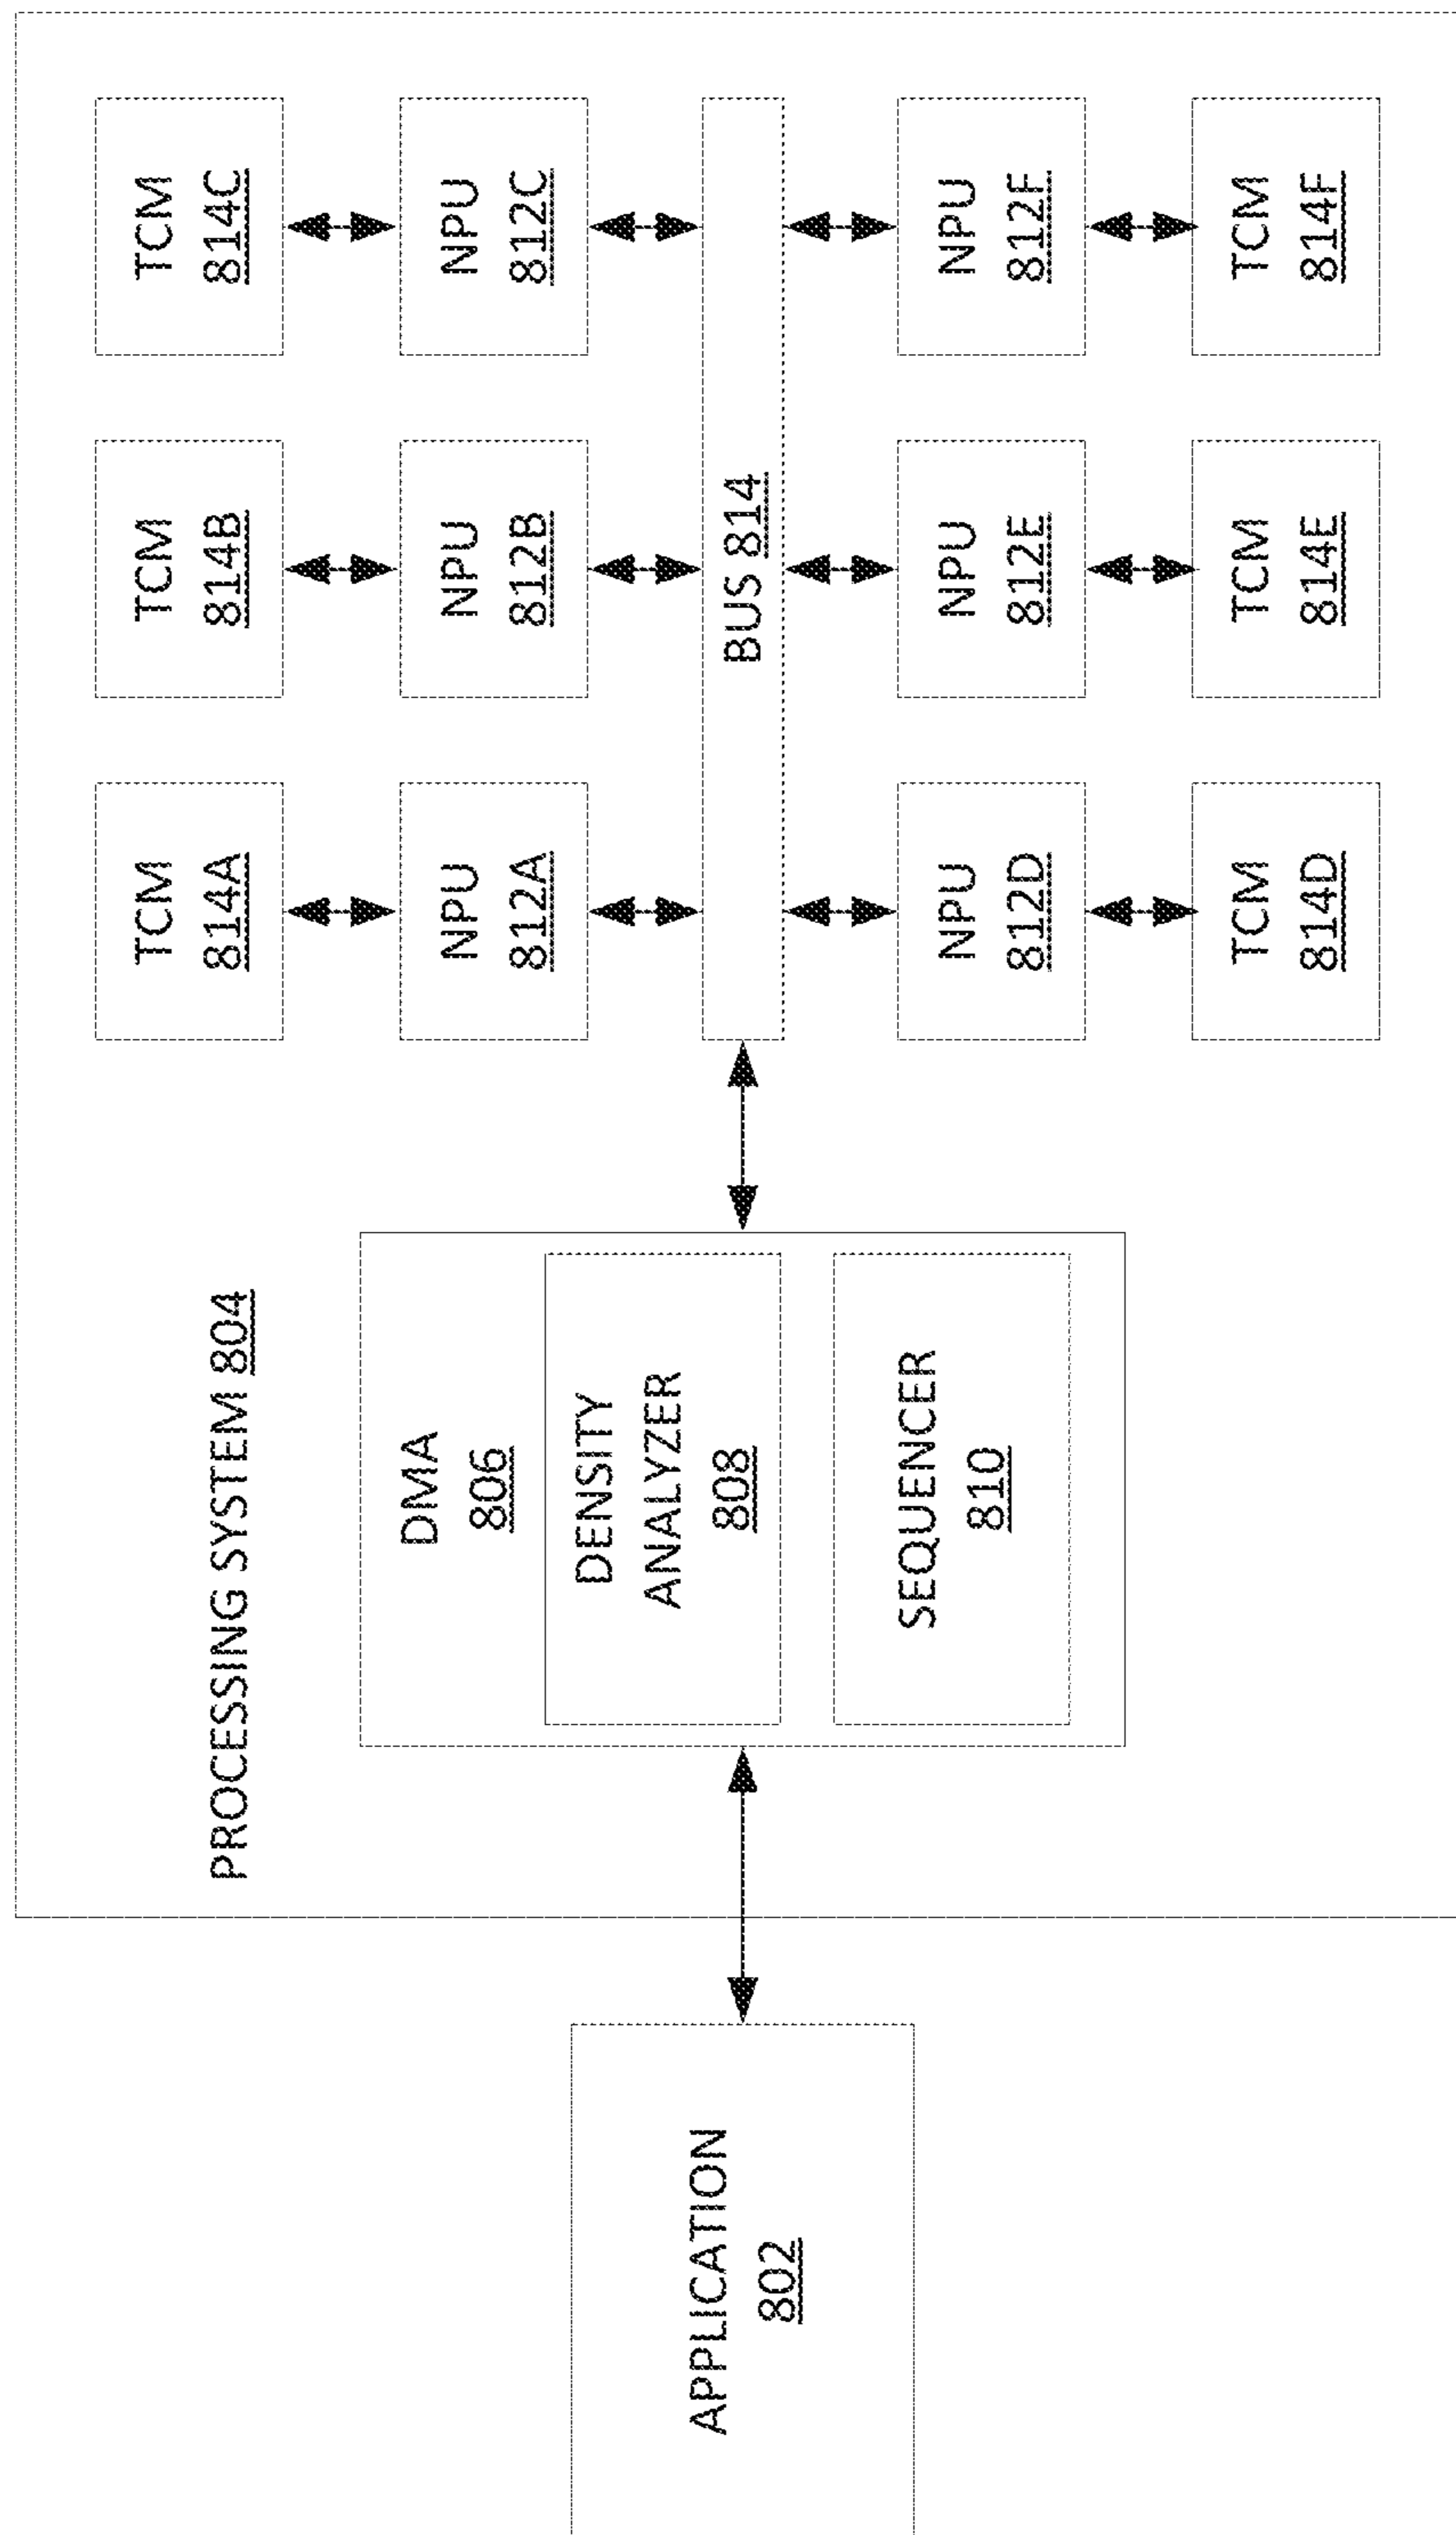 PROCESSING SYSTEM 804
APPLICATION
802
DMA
806
DENSITY
ANALYZER
808
SEQUENCER
810
TCM
814A
TCM
814B
TCM
814C
NPU
812A
NPU
812B
NPU
812C
BUS 814
NPU
812D
NPU
812E
NPU
812F
TCM
814D
TCM
814E
TCM
814F